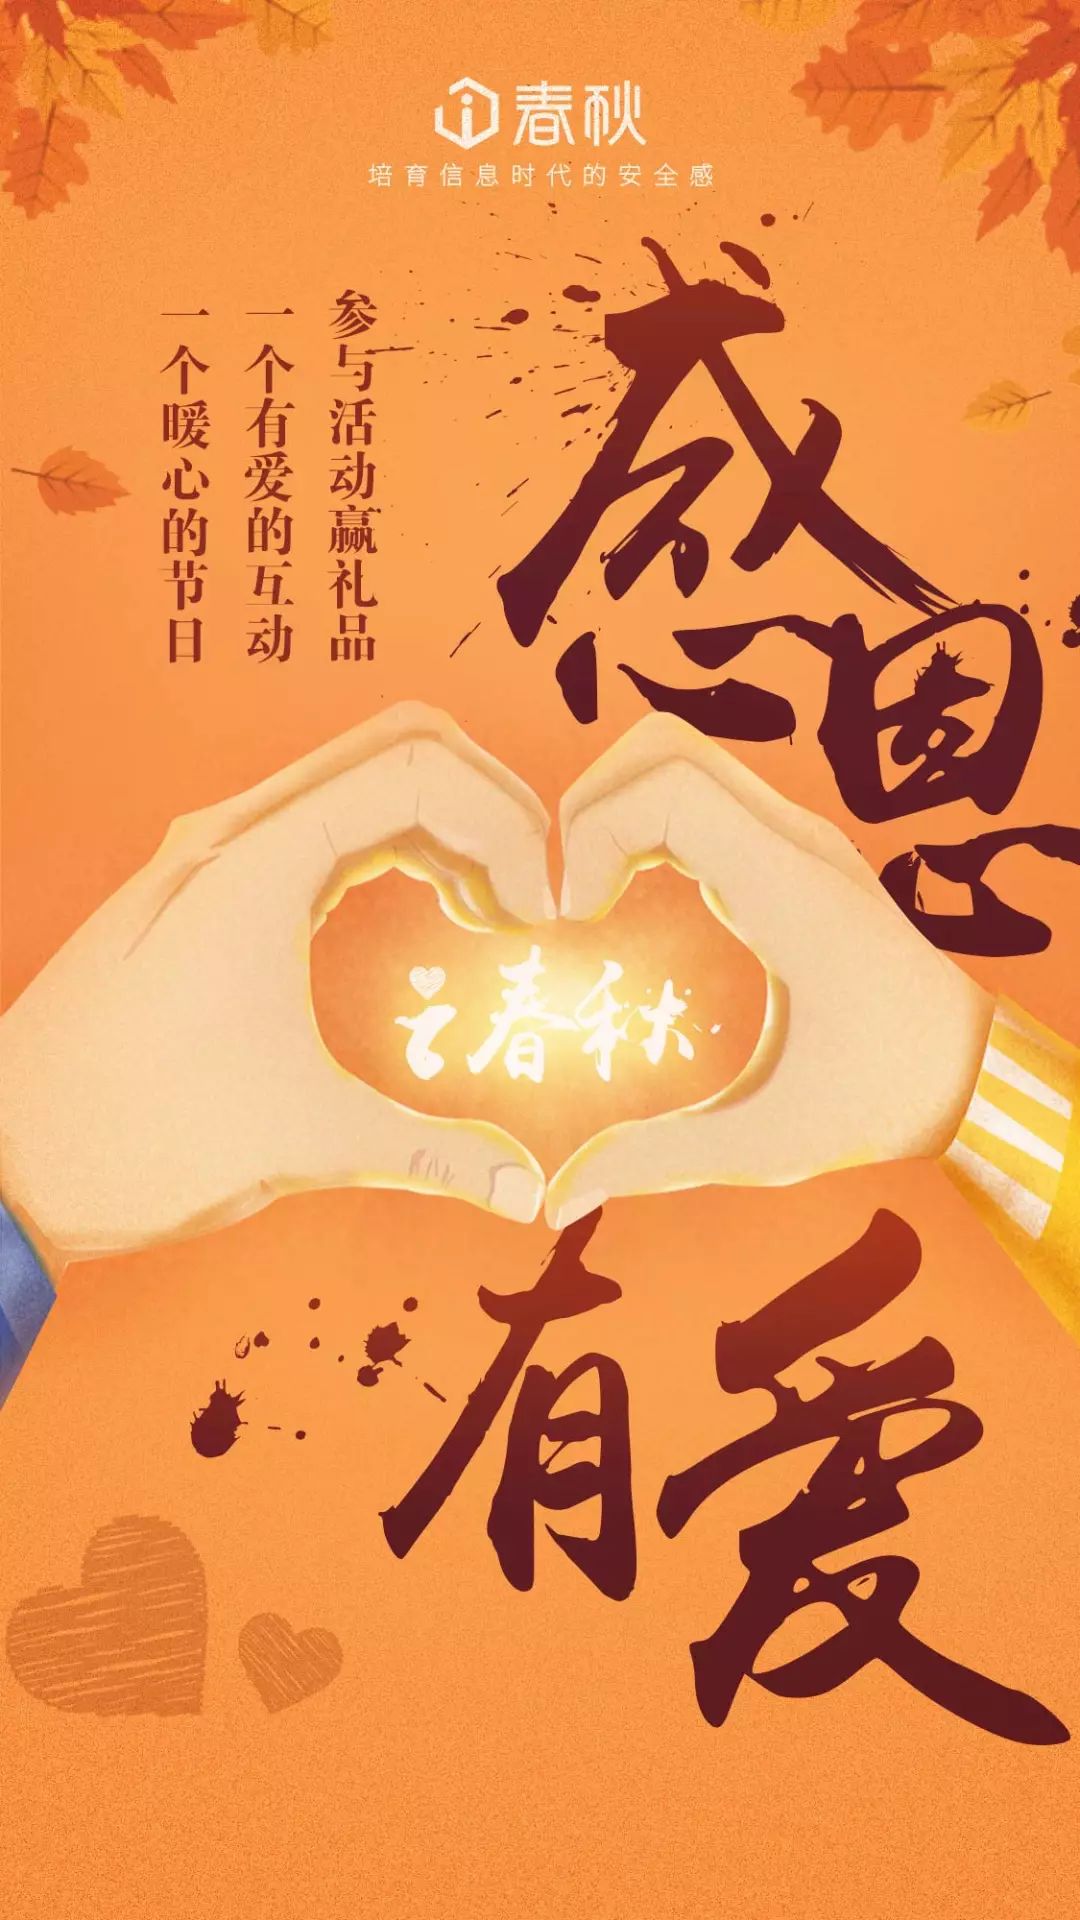 i春秋
培育信息时代的安全感
感恩
参与活动赢礼品
一个有爱的互动
一个暖心的节日
云春秋
有爱